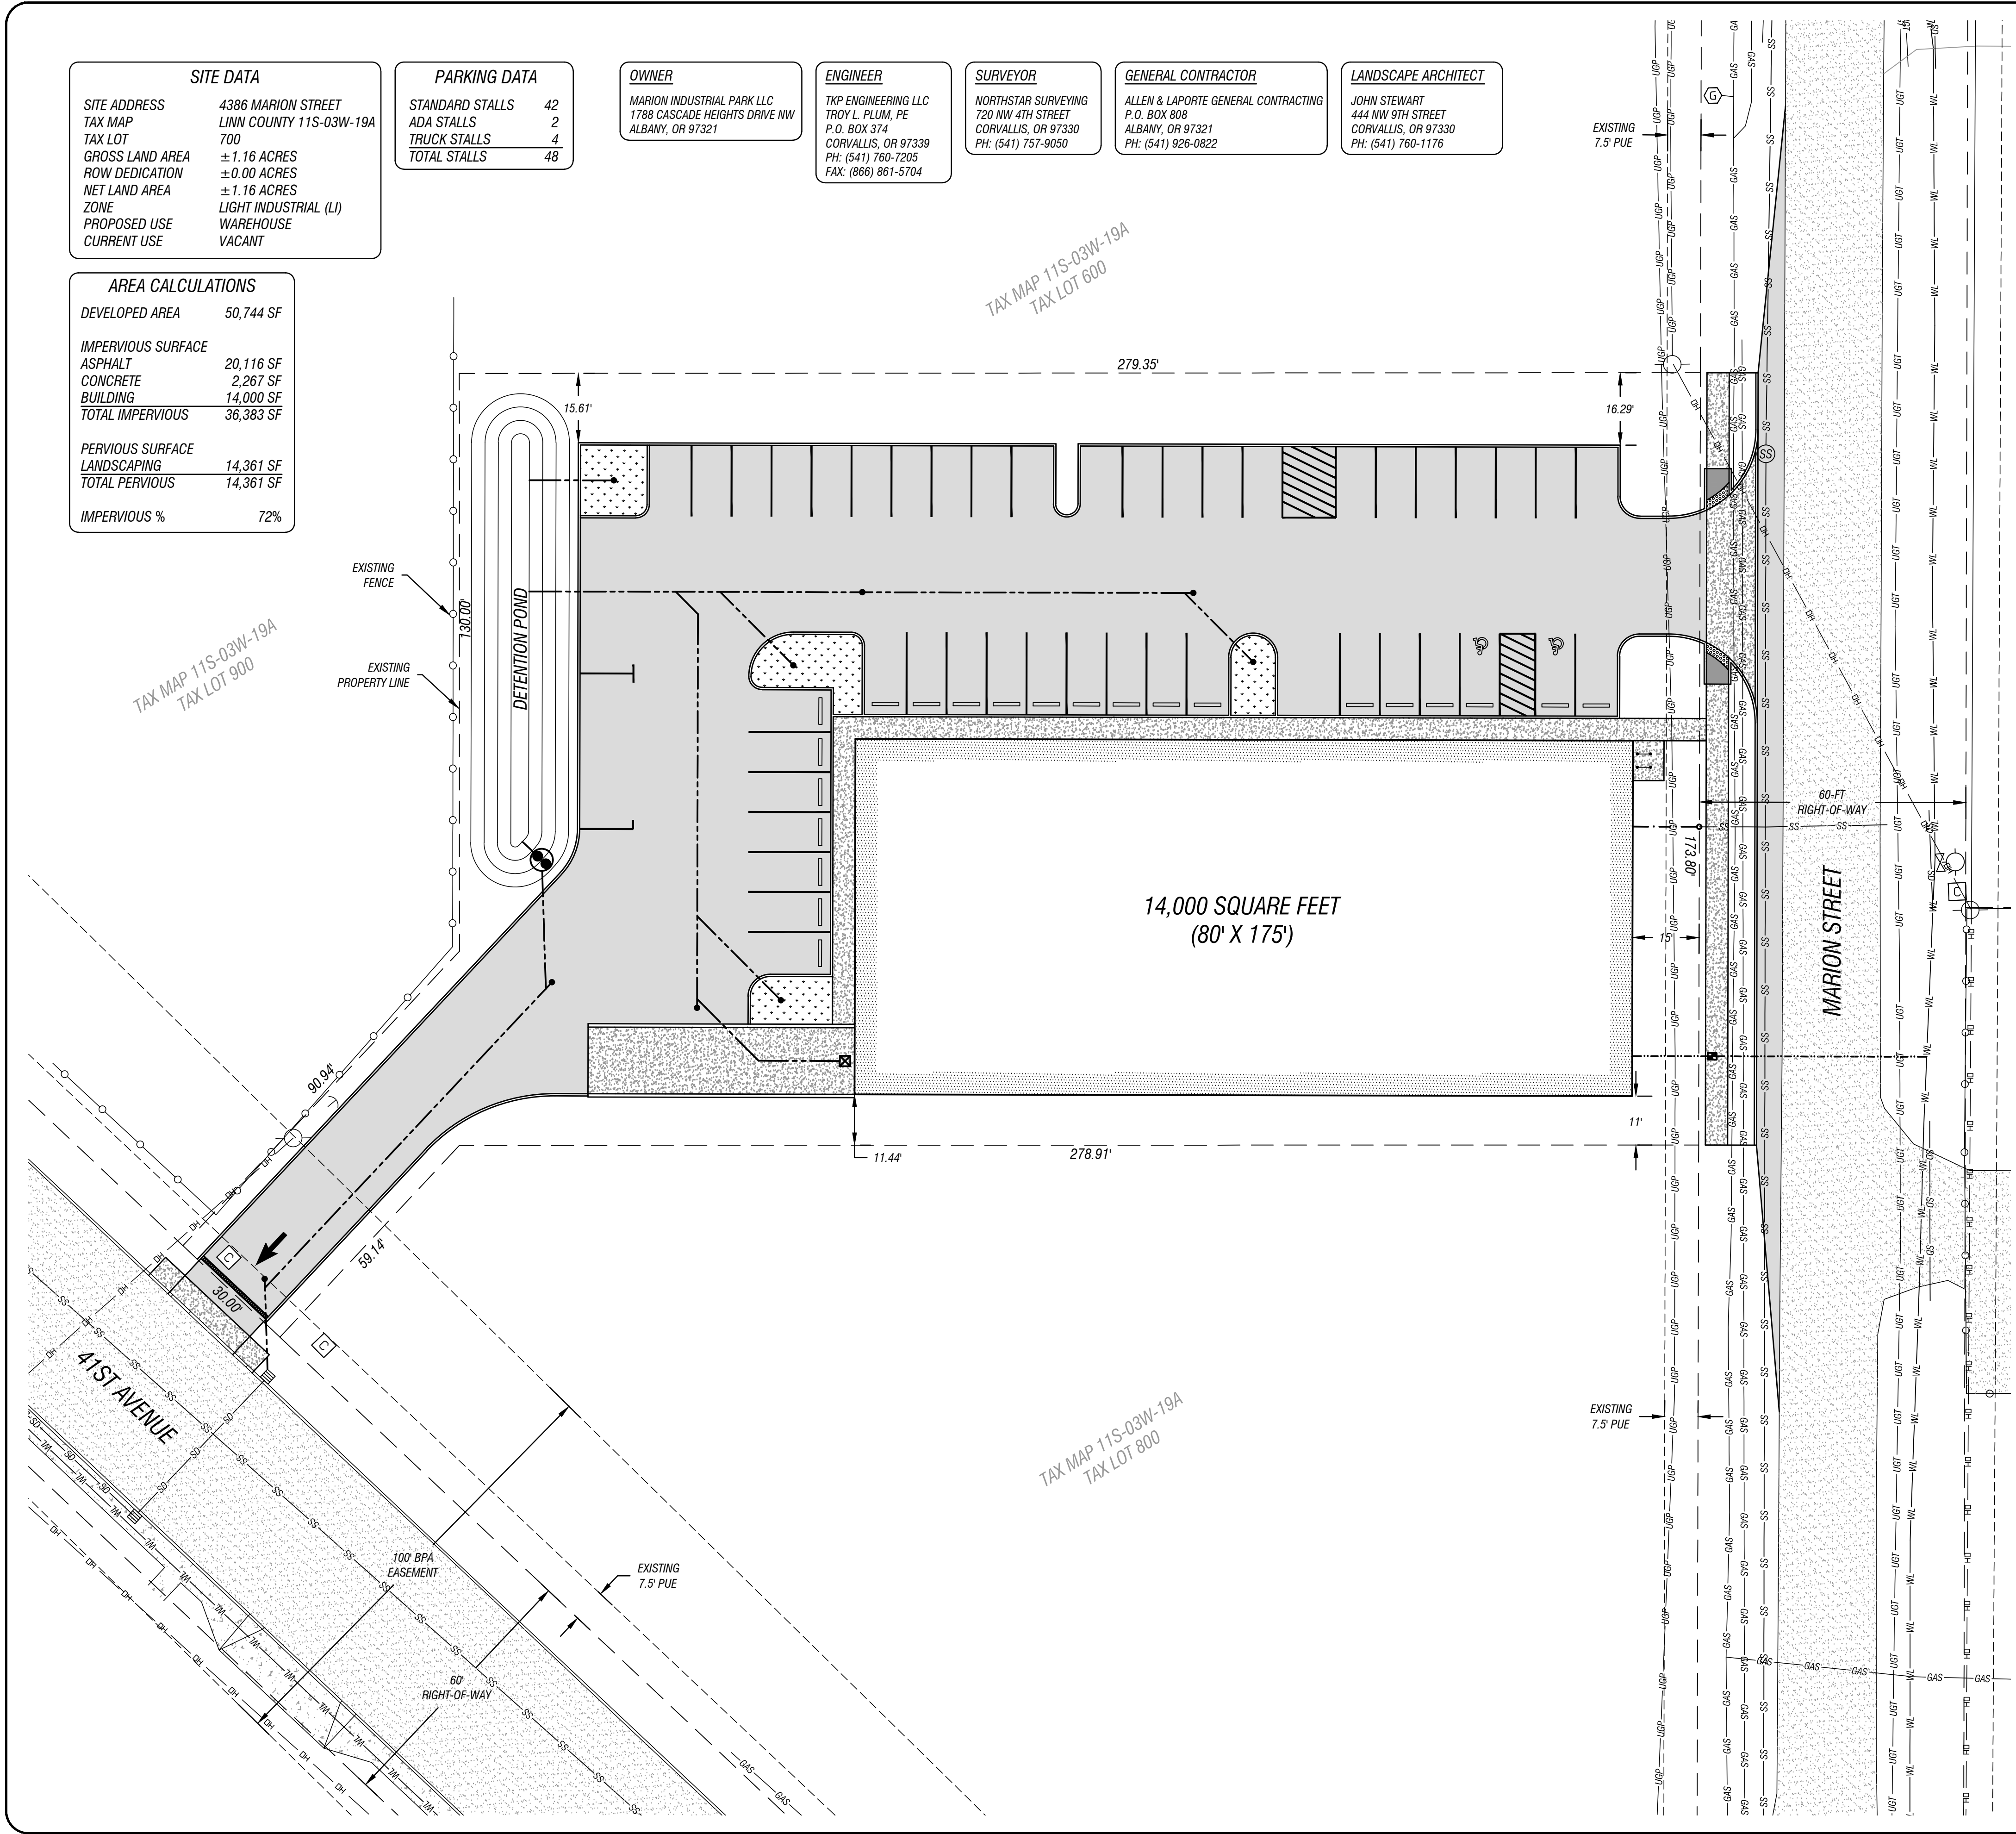 SITE DATA
SITE ADDRESS 4386 MARION STREET
TAX MAP LINN COUNTY 11S-03W-19A
TAX LOT 700
GROSS LAND AREA ±1.16 ACRES
ROW DEDICATION ±0.00 ACRES
NET LAND AREA ±1.16 ACRES
ZONE LIGHT INDUSTRIAL (LI)
PROPOSED USE WAREHOUSE
CURRENT USE VACANT
PARKING DATA
STANDARD STALLS 42
ADA STALLS 2
TRUCK STALLS 4
TOTAL STALLS 48
OWNER
MARION INDUSTRIAL PARK LLC
1788 CASCADE HEIGHTS DRIVE NW
ALBANY, OR 97321
ENGINEER
TKP ENGINEERING LLC
TROY L. PLUM, PE
P.O. BOX 374
CORVALLIS, OR 97339
PH: (541) 760-7205
FAX: (866) 861-5704
SURVEYOR
NORTHSTAR SURVEYING
720 NW 4TH STREET
CORVALLIS, OR 97330
PH: (541) 757-9050
GENERAL CONTRACTOR
ALLEN & LAPORTE GENERAL CONTRACTING
P.O. BOX 808
ALBANY, OR 97321
PH: (541) 926-0822
LANDSCAPE ARCHITECT
JOHN STEWART
444 NW 9TH STREET
CORVALLIS, OR 97330
PH: (541) 760-1176
AREA CALCULATIONS
DEVELOPED AREA 50,744 SF
IMPERVIOUS SURFACE
ASPHALT 20,116 SF
CONCRETE 2,267 SF
BUILDING 14,000 SF
TOTAL IMPERVIOUS 36,383 SF
PERVIOUS SURFACE
LANDSCAPING 14,361 SF
TOTAL PERVIOUS 14,361 SF
IMPERVIOUS % 72%
EXISTING
7.5' PUE
G
TAX MAP 11S-03W-19A
TAX LOT 600
279.35'
15.61'
16.29'
SS
EXISTING
FENCE
130.00'
DETENTION POND
TAX MAP 11S-03W-19A
TAX LOT 900
EXISTING
PROPERTY LINE
60-FT
RIGHT-OF-WAY
173.80'
14,000 SQUARE FEET
(80' X 175')
15'
MARION STREET
C
90.94'
11'
11.44'
278.91'
59.14'
C
30.00'
C
41ST AVENUE
TAX MAP 11S-03W-19A
TAX LOT 800
EXISTING
7.5' PUE
100' BPA
EASEMENT
EXISTING
7.5' PUE
60'
RIGHT-OF-WAY
UGP
GAS
SS
UGT
WL
SD
OH